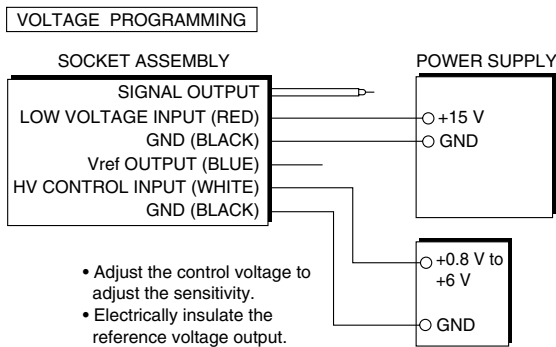 VOLTAGE PROGRAMMING
SOCKET ASSEMBLY
POWER SUPPLY
SIGNAL OUTPUT
LOW VOLTAGE INPUT (RED)
+15 V
GND (BLACK)
GND
Vref OUTPUT (BLUE)
HV CONTROL INPUT (WHITE)
GND (BLACK)
+0.8 V to
+6 V
GND
• Adjust the control voltage to
adjust the sensitivity.
• Electrically insulate the
reference voltage output.